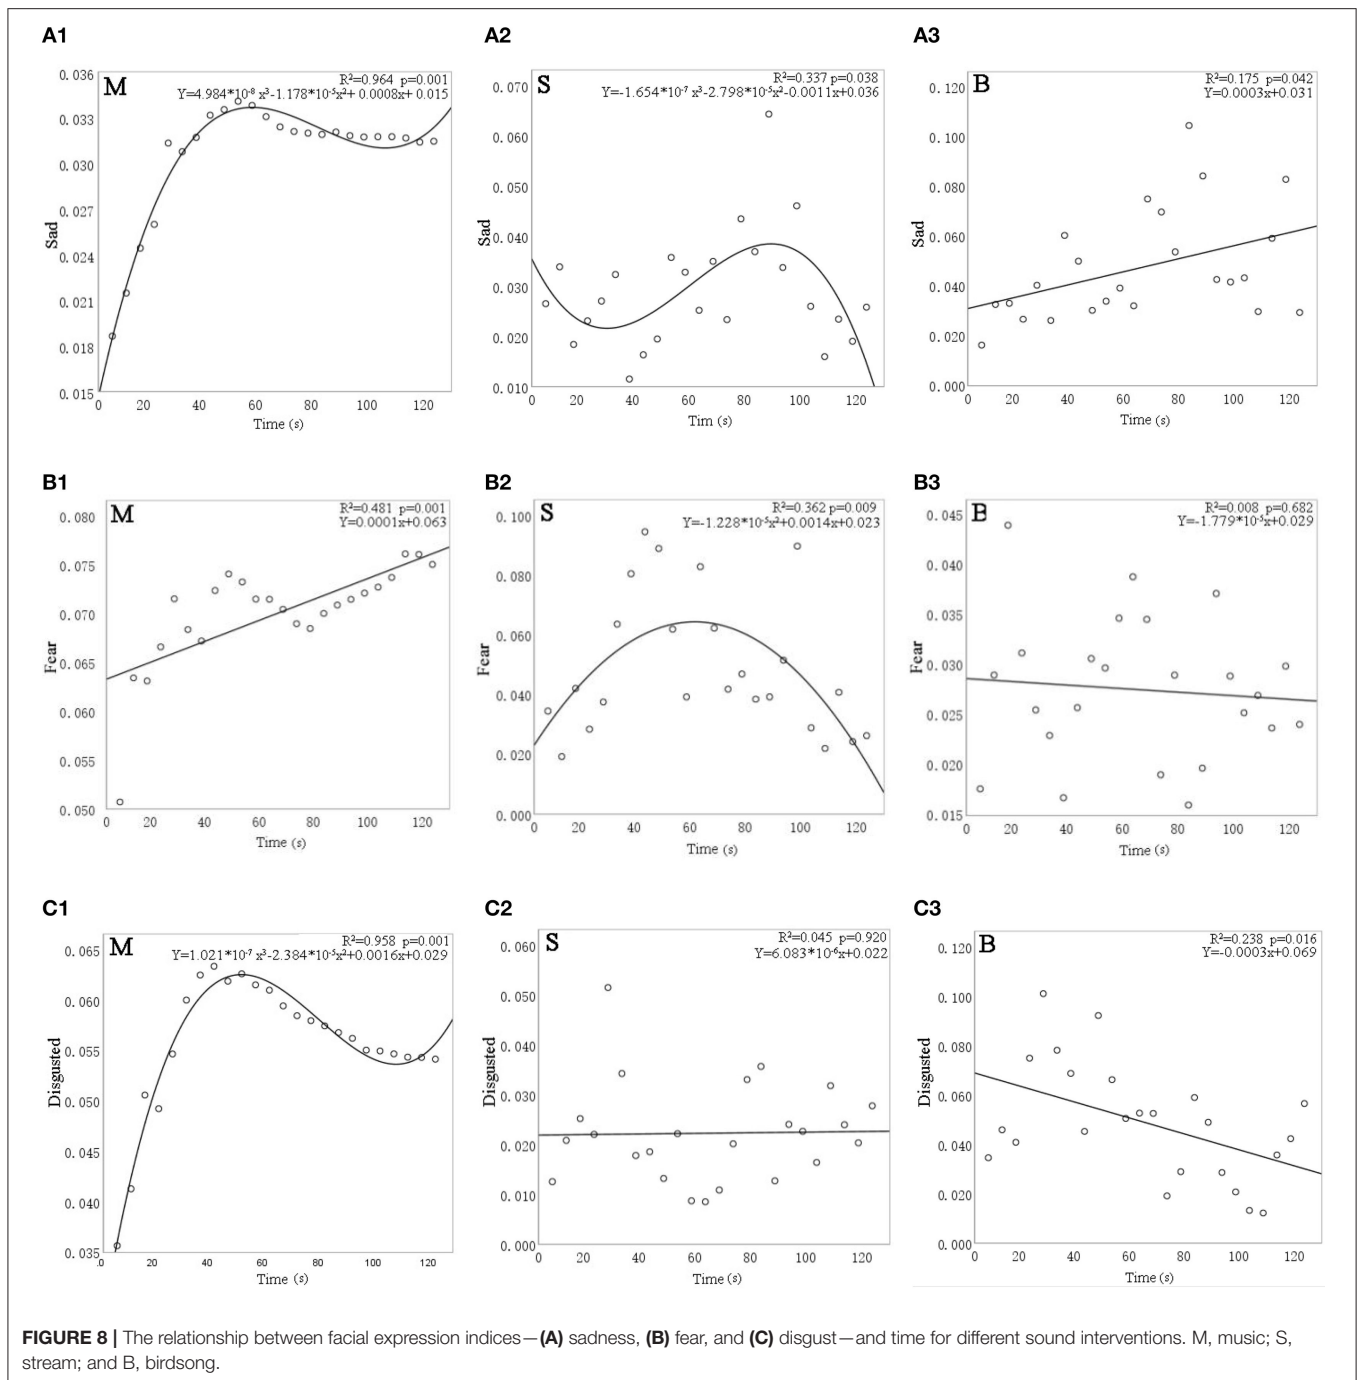 A1
M
R²=0.964 p=0.001
Y=4.984*10⁻⁸ x³-1.178*10⁻⁵x²+ 0.0008x+ 0.015
0.036
0.033
0.030
0.027
0.024
0.021
0.018
0.015
Sad
0 20 40 60 80 100 120
Time (s)
A2
S
R²=0.337 p=0.038
Y=-1.654*10⁻⁷ x³-2.798*10⁻⁵x²-0.0011x+0.036
0.070
0.060
0.050
0.040
0.030
0.020
0.010
Sad
0 20 40 60 80 100 120
Tim (s)
A3
B
R²=0.175 p=0.042
Y=0.0003x+0.031
0.120
0.100
0.080
0.060
0.040
0.020
0.000
Sad
0 20 40 60 80 100 120
Time (s)
B1
M
R²=0.481 p=0.001
Y=0.0001x+0.063
0.080
0.075
0.070
0.065
0.060
0.055
0.050
Fear
0 20 40 60 80 100 120
Time (s)
B2
S
R²=0.362 p=0.009
Y=-1.228*10⁻⁵x²+0.0014x+0.023
0.100
0.080
0.060
0.040
0.020
0.000
Fear
0 20 40 60 80 100 120
Time (s)
B3
B
R²=0.008 p=0.682
Y=-1.779*10⁻⁵x+0.029
0.045
0.040
0.035
0.030
0.025
0.020
0.015
Fear
0 20 40 60 80 100 120
Time (s)
C1
M
R²=0.958 p=0.001
Y=1.021*10⁻⁷ x³-2.384*10⁻⁵x²+0.0016x+0.029
0.065
0.060
0.055
0.050
0.045
0.040
0.035
Disgusted
.0 20 40 60 80 100 120
Time (s)
C2
S
R²=0.045 p=0.920
Y=6.083*10⁻⁶x+0.022
0.060
0.050
0.040
0.030
0.020
0.010
0.000
Disgusted
0 20 40 60 80 100 120
Time (s)
C3
B
R²=0.238 p=0.016
Y=-0.0003x+0.069
0.120
0.100
0.080
0.060
0.040
0.020
0.000
Disgusted
0 20 40 60 80 100 120
Time (s)
FIGURE 8 | The relationship between facial expression indices—(A) sadness, (B) fear, and (C) disgust—and time for different sound interventions. M, music; S,
stream; and B, birdsong.